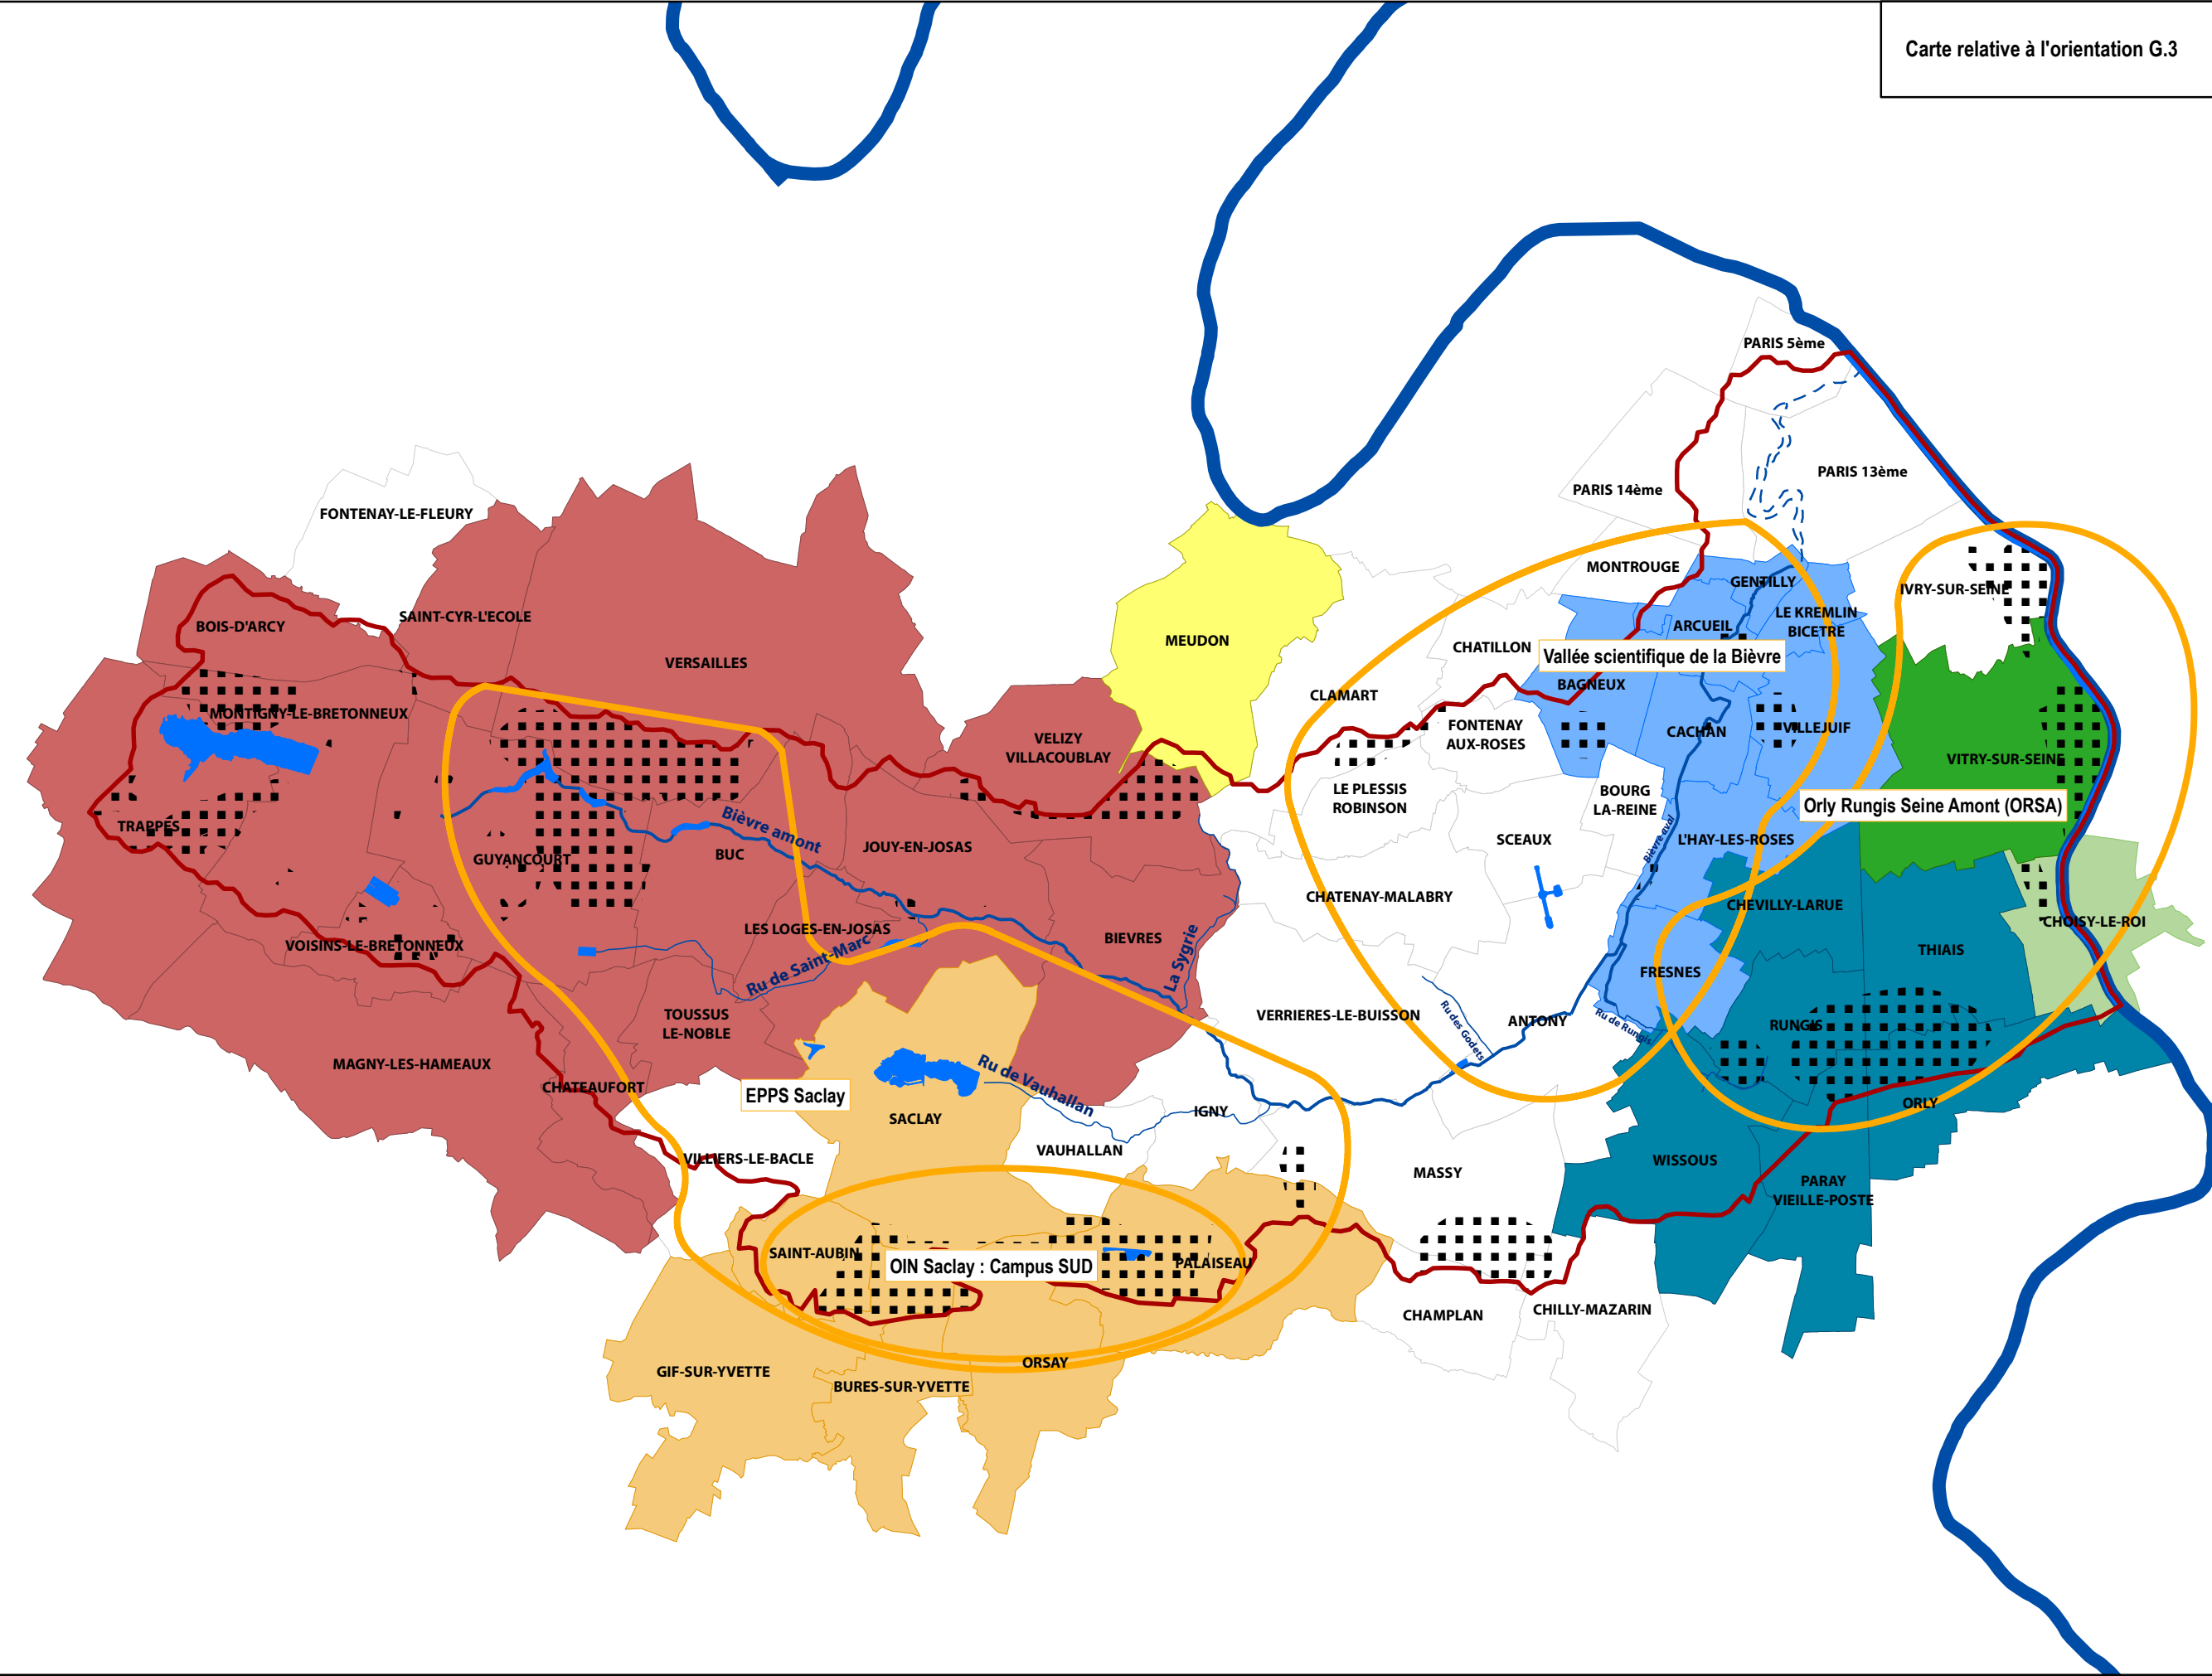 Carte relative à l'orientation G.3
PARIS 5ème
PARIS 13ème
PARIS 14ème
FONTENAY-LE-FLEURY
MONTROUGE
GENTILLY
IVRY-SUR-SEINE
LE KREMLIN
BICETRE
SAINT-CYR-L'ECOLE
BOIS-D'ARCY
ARCUEIL
MEUDON
CHATILLON
Vallée scientifique de la Bièvre
VERSAILLES
BAGNEUX
CLAMART
MONTIGNY-LE-BRETONNEUX
FONTENAY
AUX-ROSES
CACHAN
VILLEJUIF
VELIZY
VILLACOUBLAY
VITRY-SUR-SEINE
LE PLESSIS
ROBINSON
BOURG
LA-REINE
Orly Rungis Seine Amont (ORSA)
TRAPPES
Bièvre amont
GUYANCOURT
BUC
JOUY-EN-JOSAS
SCEAUX
Bièvre aval
L'HAY-LES-ROSES
CHATENAY-MALABRY
CHEVILLY-LARUE
CHOISY-LE-ROI
VOISINS-LE-BRETONNEUX
LES LOGES-EN-JOSAS
BIEVRES
THIAIS
Ru de Saint-Marc
La Sygrie
FRESNES
TOUSSUS
LE-NOBLE
VERRIERES-LE-BUISSON
Ru des Godets
ANTONY
Ru de Rungis
RUNGIS
MAGNY-LES-HAMEAUX
CHATEAUFORT
EPPS Saclay
Ru de Vauhallan
SACLAY
IGNY
ORLY
VAUHALLAN
VILLIERS-LE-BACLE
MASSY
WISSOUS
PARAY
VIEILLE-POSTE
SAINT-AUBIN
OIN Saclay : Campus SUD
PALAISEAU
CHAMPLAN
CHILLY-MAZARIN
GIF-SUR-YVETTE
ORSAY
BURES-SUR-YVETTE